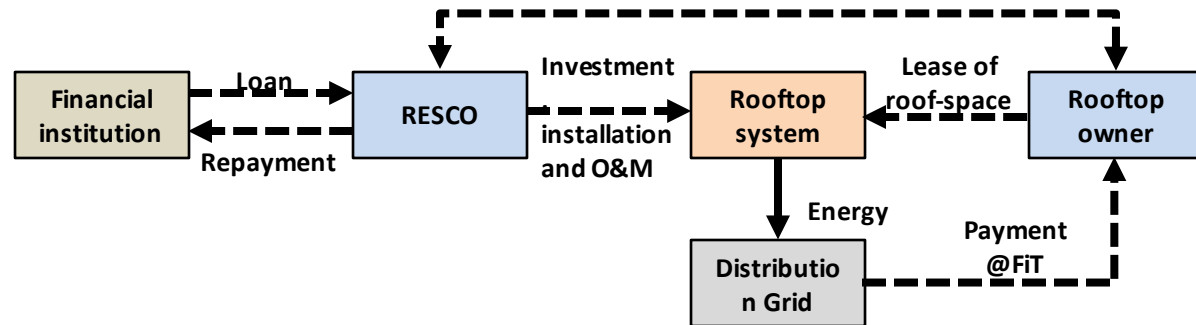 Financial
institution
Loan
Repayment
RESCO
Investment
,
installation
and O&M
Rooftop
system
Lease of
roof-space
Rooftop
owner
Energy
Distributio
n Grid
Payment
@FiT